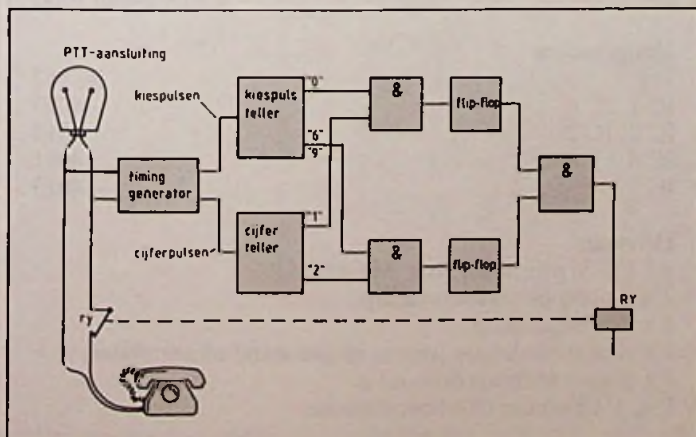 PTT-aansluiting
kiespulsen
kiespuls
teller
"0"
"6"
"9"
&
flip-flop
timing
generator
&
cijferpulsen
cijfer
teller
"1"
"2"
&
flip-flop
ry
RY